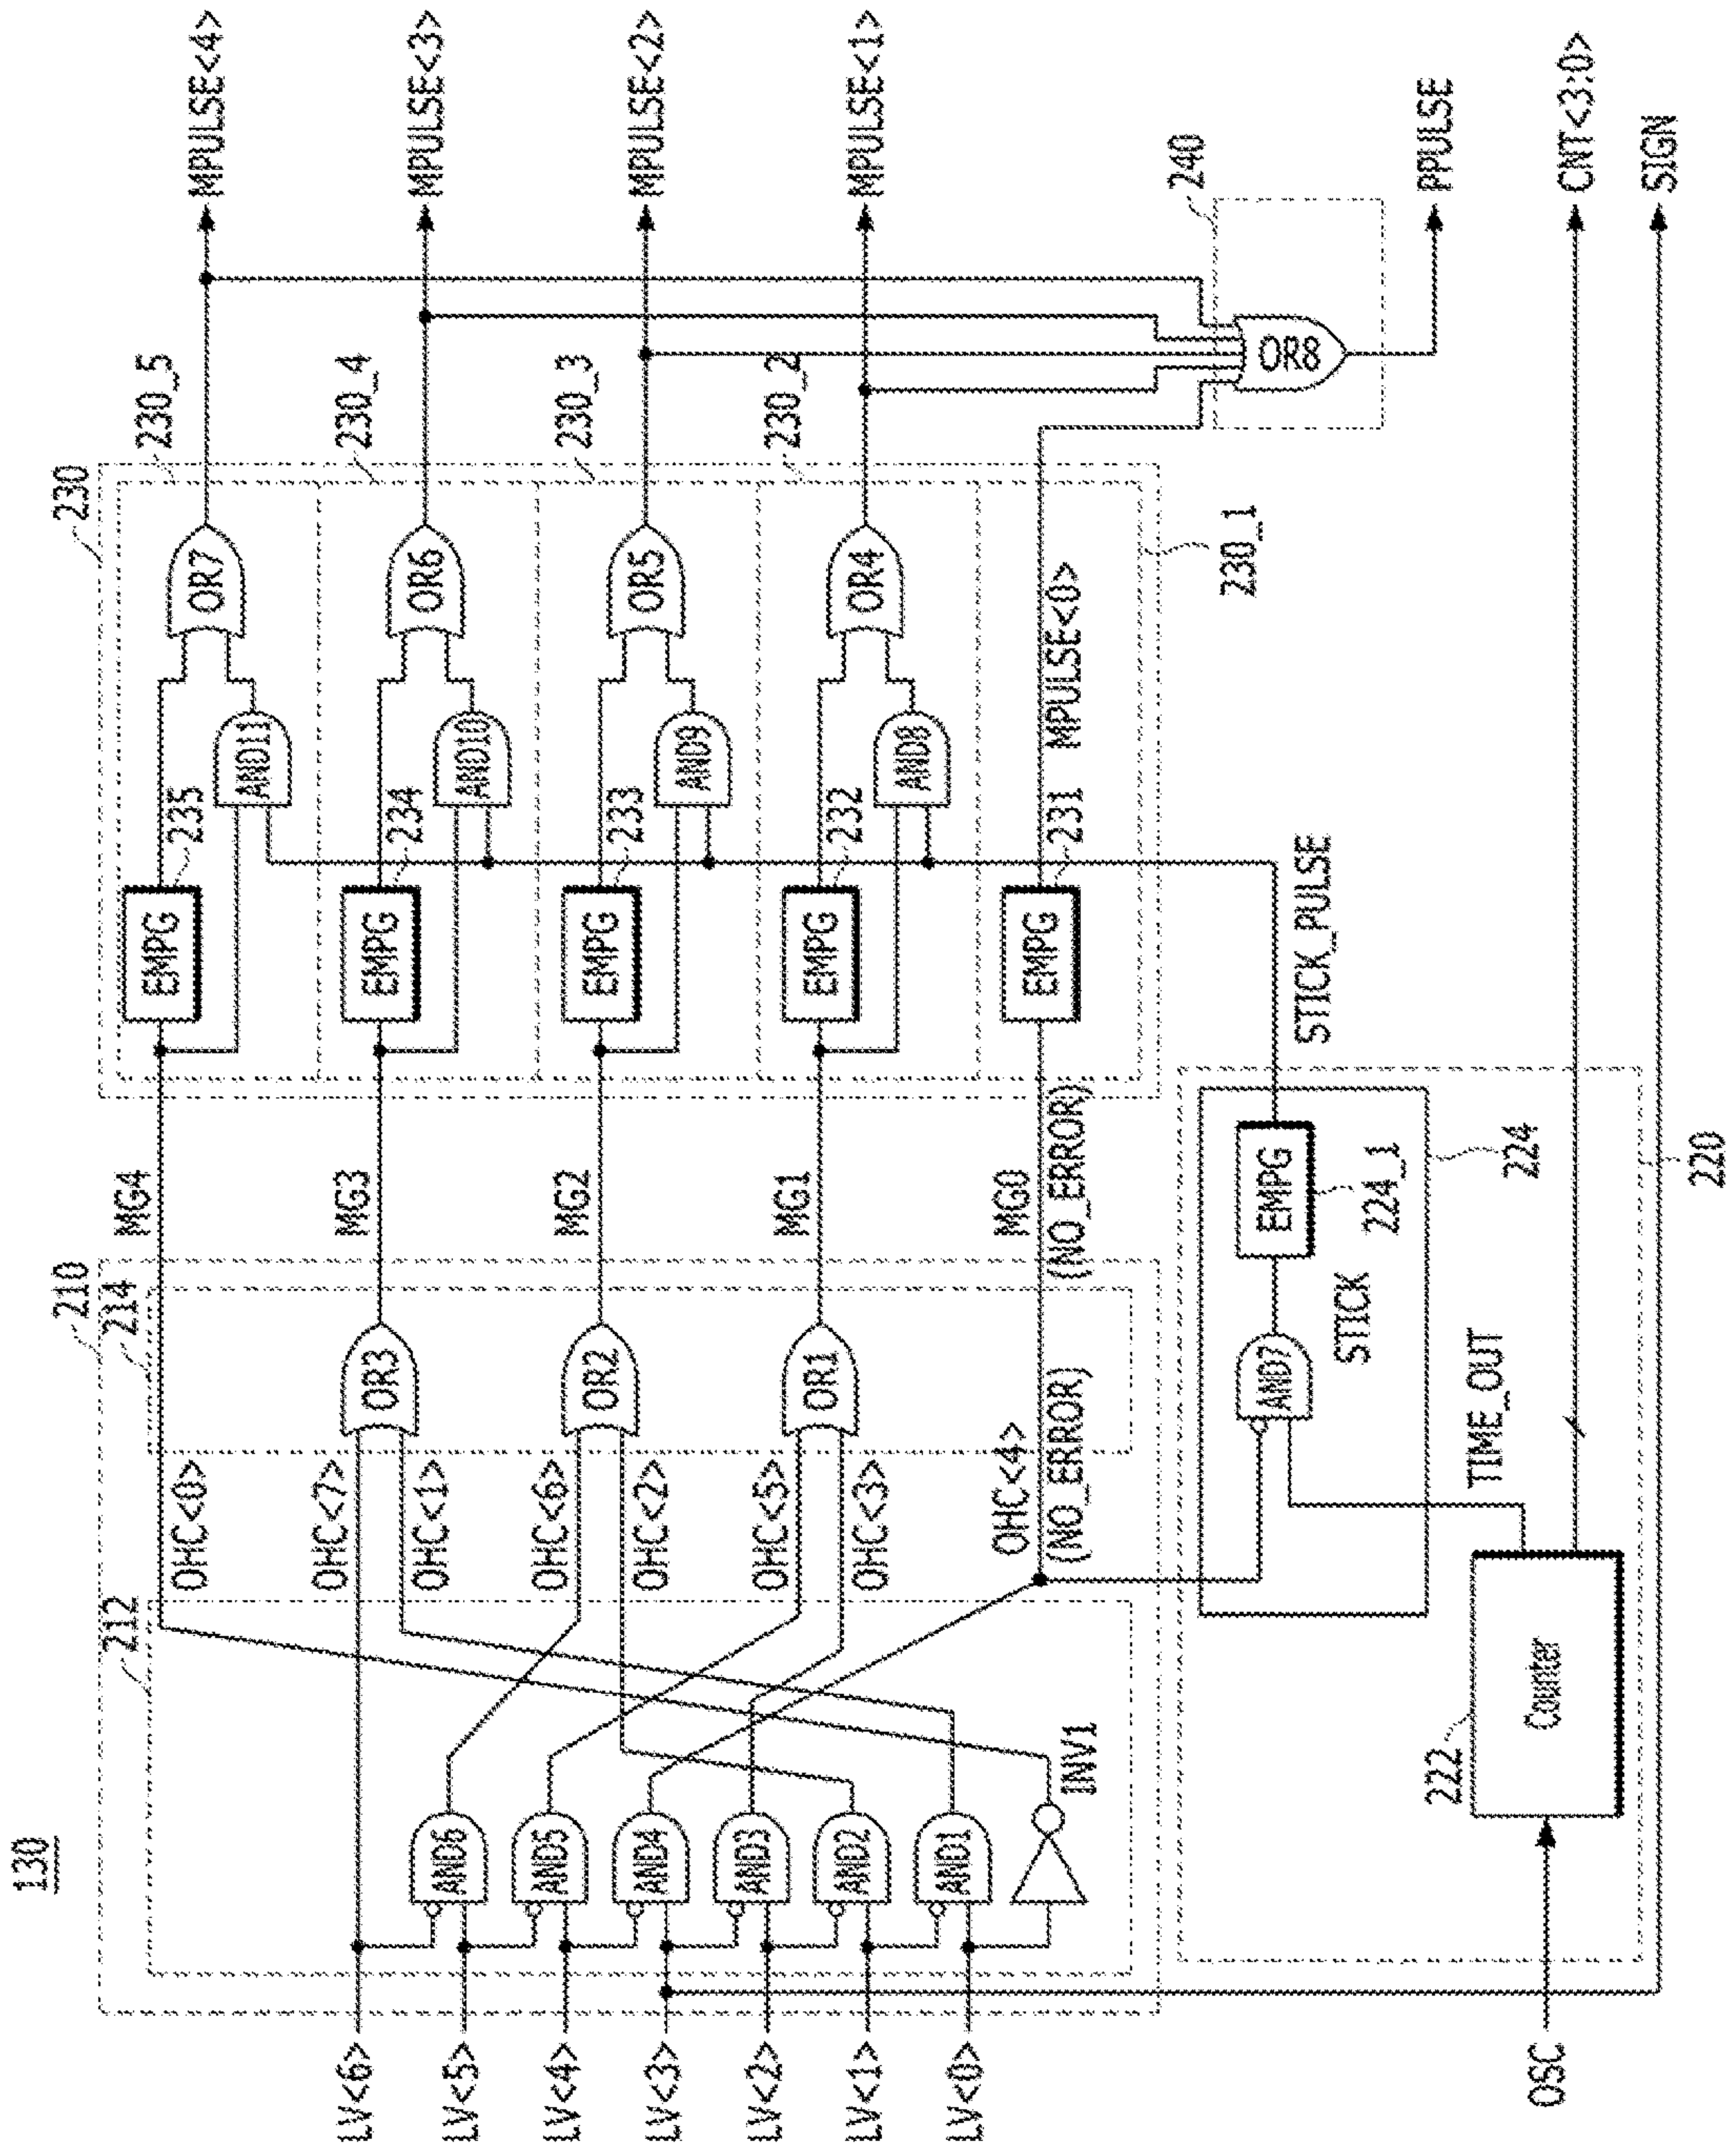 130
LV<6>
LV<5>
LV<4>
LV<3>
LV<2>
LV<1>
LV<0>
OSC
210
212
214
AND6
AND5
AND4
AND3
AND2
AND1
INV1
OHC<0>
OHC<7>
OHC<1>
OHC<6>
OHC<2>
OHC<5>
OHC<3>
OHC<4>
(NO_ERROR)
OR3
OR2
OR1
MG4
MG3
MG2
MG1
MG0
(NO_ERROR)
222
Counter
TIME_OUT
AND7
STICK
EMPG
224_1
224
220
STICK_PULSE
230
EMPG
235
AND11
OR7
230_5
EMPG
234
AND10
OR6
230_4
EMPG
233
AND9
OR5
230_3
EMPG
232
AND8
OR4
230_2
EMPG
231
MPULSE<0>
230_1
240
OR8
MPULSE<4>
MPULSE<3>
MPULSE<2>
MPULSE<1>
PPULSE
CNT<3:0>
SIGN